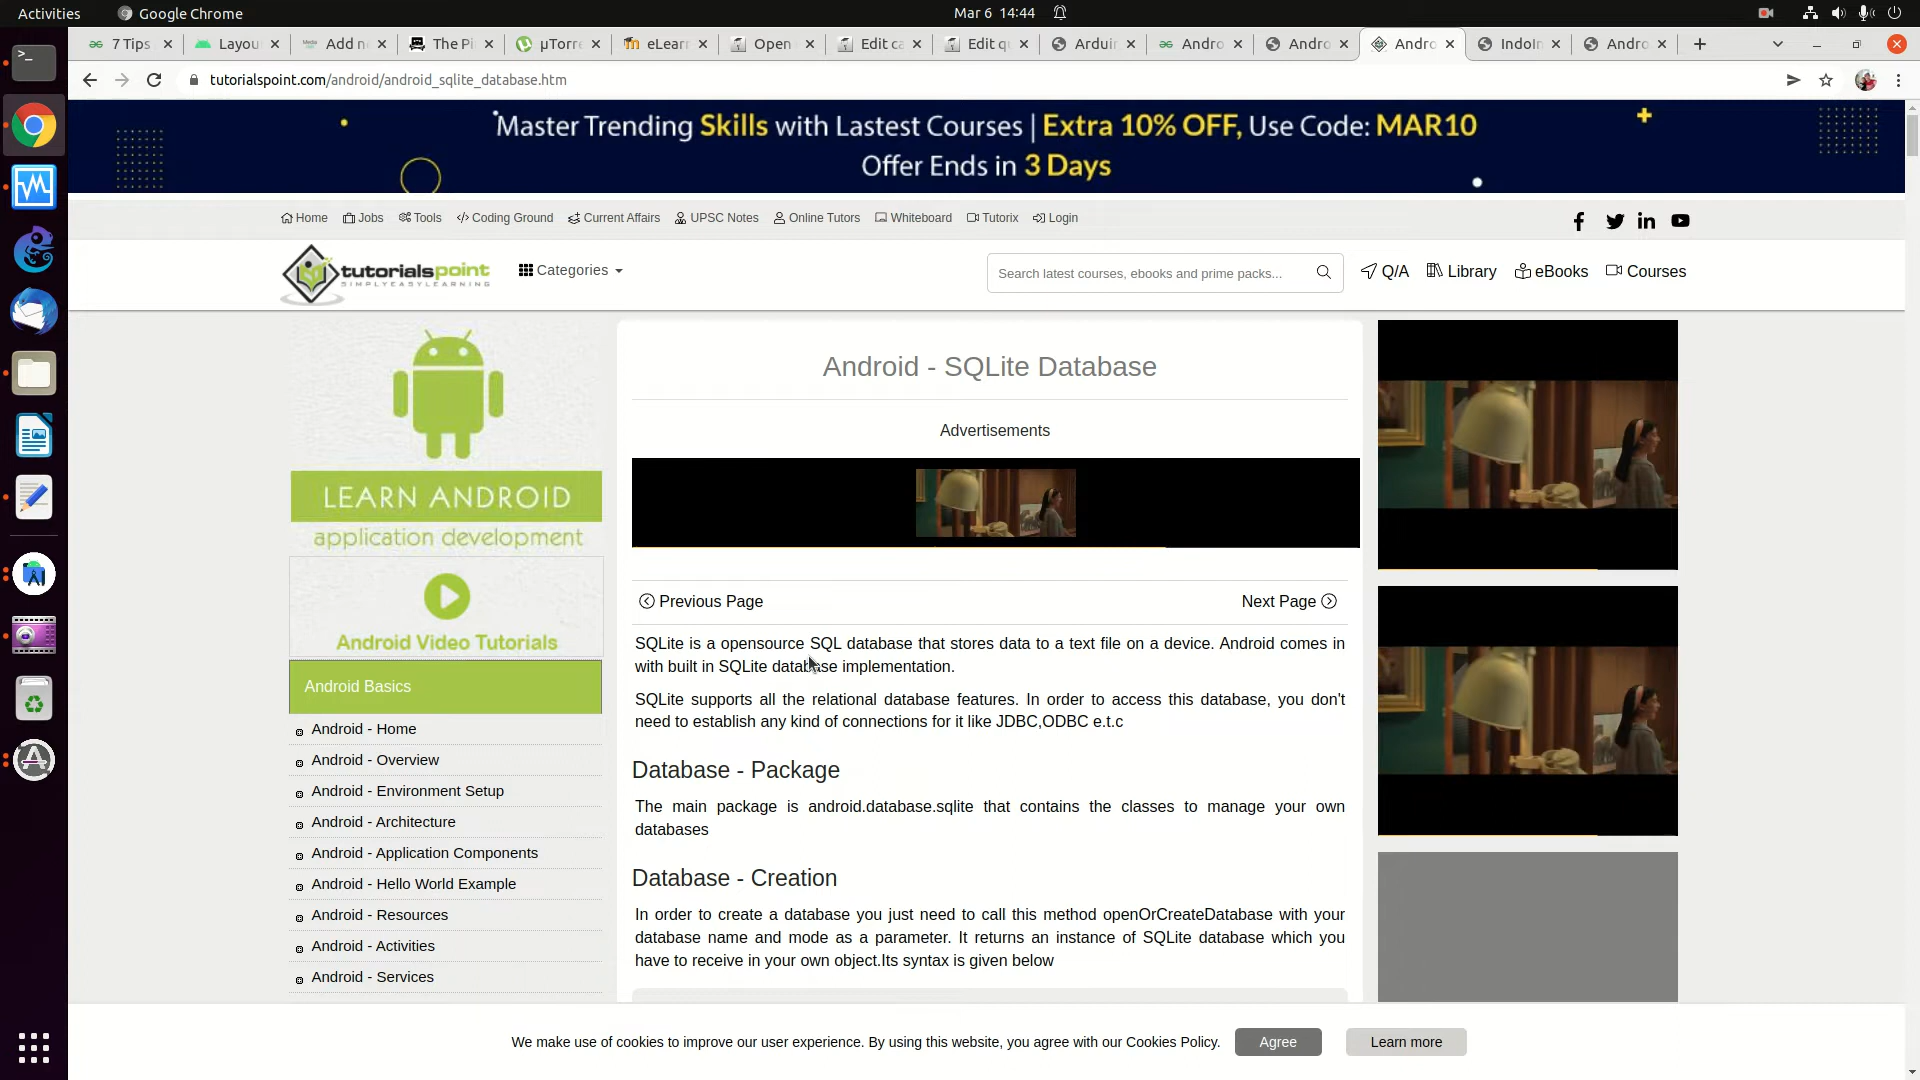 Activities
Google Chrome
Mar 6 14:44
7 Tips
Layou
Add n
The Pi
µTorr
eLear
Open
Edit c
Edit q
Arduin
Andro
Andro
Andro
IndoIn
Andro
tutorialspoint.com/android/android_sqlite_database.htm
Master Trending Skills with Lastest Courses | Extra 10% OFF, Use Code: MAR10
Offer Ends in 3 Days
Home Jobs Tools Coding Ground Current Affairs UPSC Notes Online Tutors Whiteboard Tutorix Login
tutorialspoint
SIMPLYEASYLEARNING
Categories
Search latest courses, ebooks and prime packs...
Q/A Library eBooks Courses
LEARN ANDROID
application development
Android Video Tutorials
Android Basics
Android - Home
Android - Overview
Android - Environment Setup
Android - Architecture
Android - Application Components
Android - Hello World Example
Android - Resources
Android - Activities
Android - Services
Android - SQLite Database
Advertisements
Previous Page
Next Page
SQLite is a opensource SQL database that stores data to a text file on a device. Android comes in
with built in SQLite database implementation.
SQLite supports all the relational database features. In order to access this database, you don't
need to establish any kind of connections for it like JDBC,ODBC e.t.c
Database - Package
The main package is android.database.sqlite that contains the classes to manage your own
databases
Database - Creation
In order to create a database you just need to call this method openOrCreateDatabase with your
database name and mode as a parameter. It returns an instance of SQLite database which you
have to receive in your own object.Its syntax is given below
We make use of cookies to improve our user experience. By using this website, you agree with our Cookies Policy.
Agree
Learn more